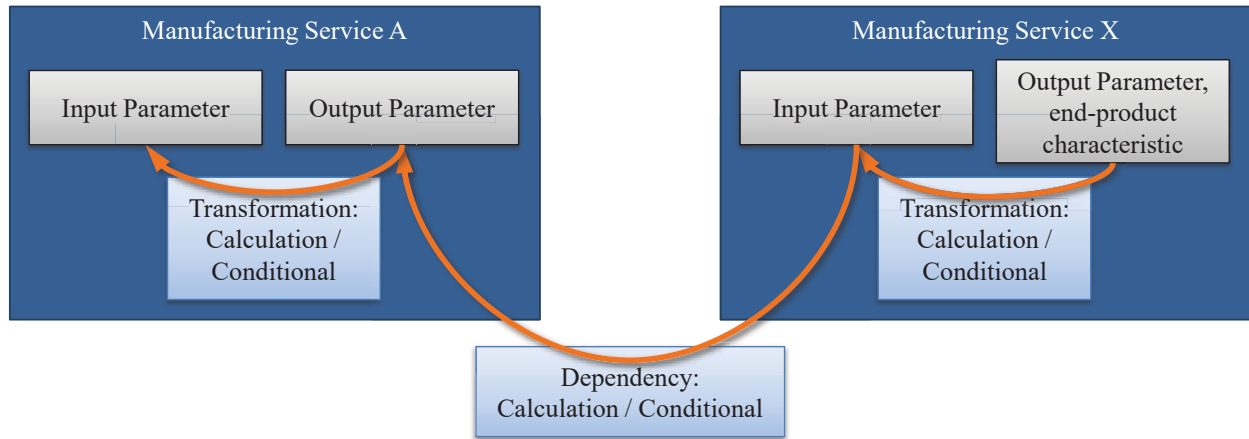 Manufacturing Service A
Input Parameter
Output Parameter
Transformation:
Calculation /
Conditional
Manufacturing Service X
Input Parameter
Output Parameter,
end-product
characteristic
Transformation:
Calculation /
Conditional
Dependency:
Calculation / Conditional